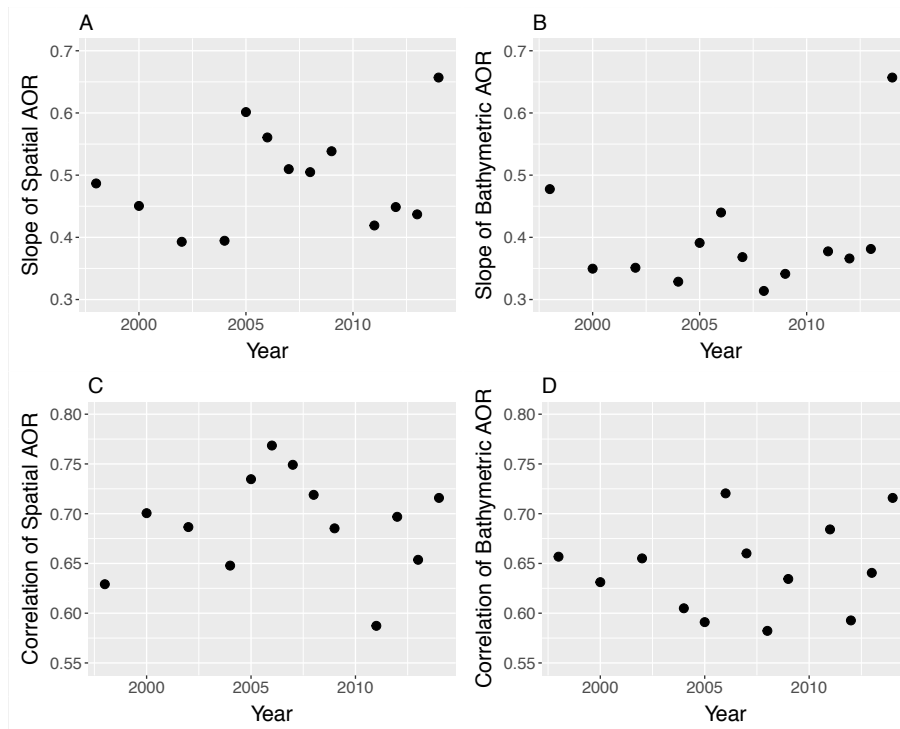 A
Slope of Spatial AOR
0.7
0.6
0.5
0.4
0.3
2000 2005 2010
Year
B
Slope of Bathymetric AOR
0.7
0.6
0.5
0.4
0.3
2000 2005 2010
Year
C
Correlation of Spatial AOR
0.80
0.75
0.70
0.65
0.60
0.55
2000 2005 2010
Year
D
Correlation of Bathymetric AOR
0.80
0.75
0.70
0.65
0.60
0.55
2000 2005 2010
Year